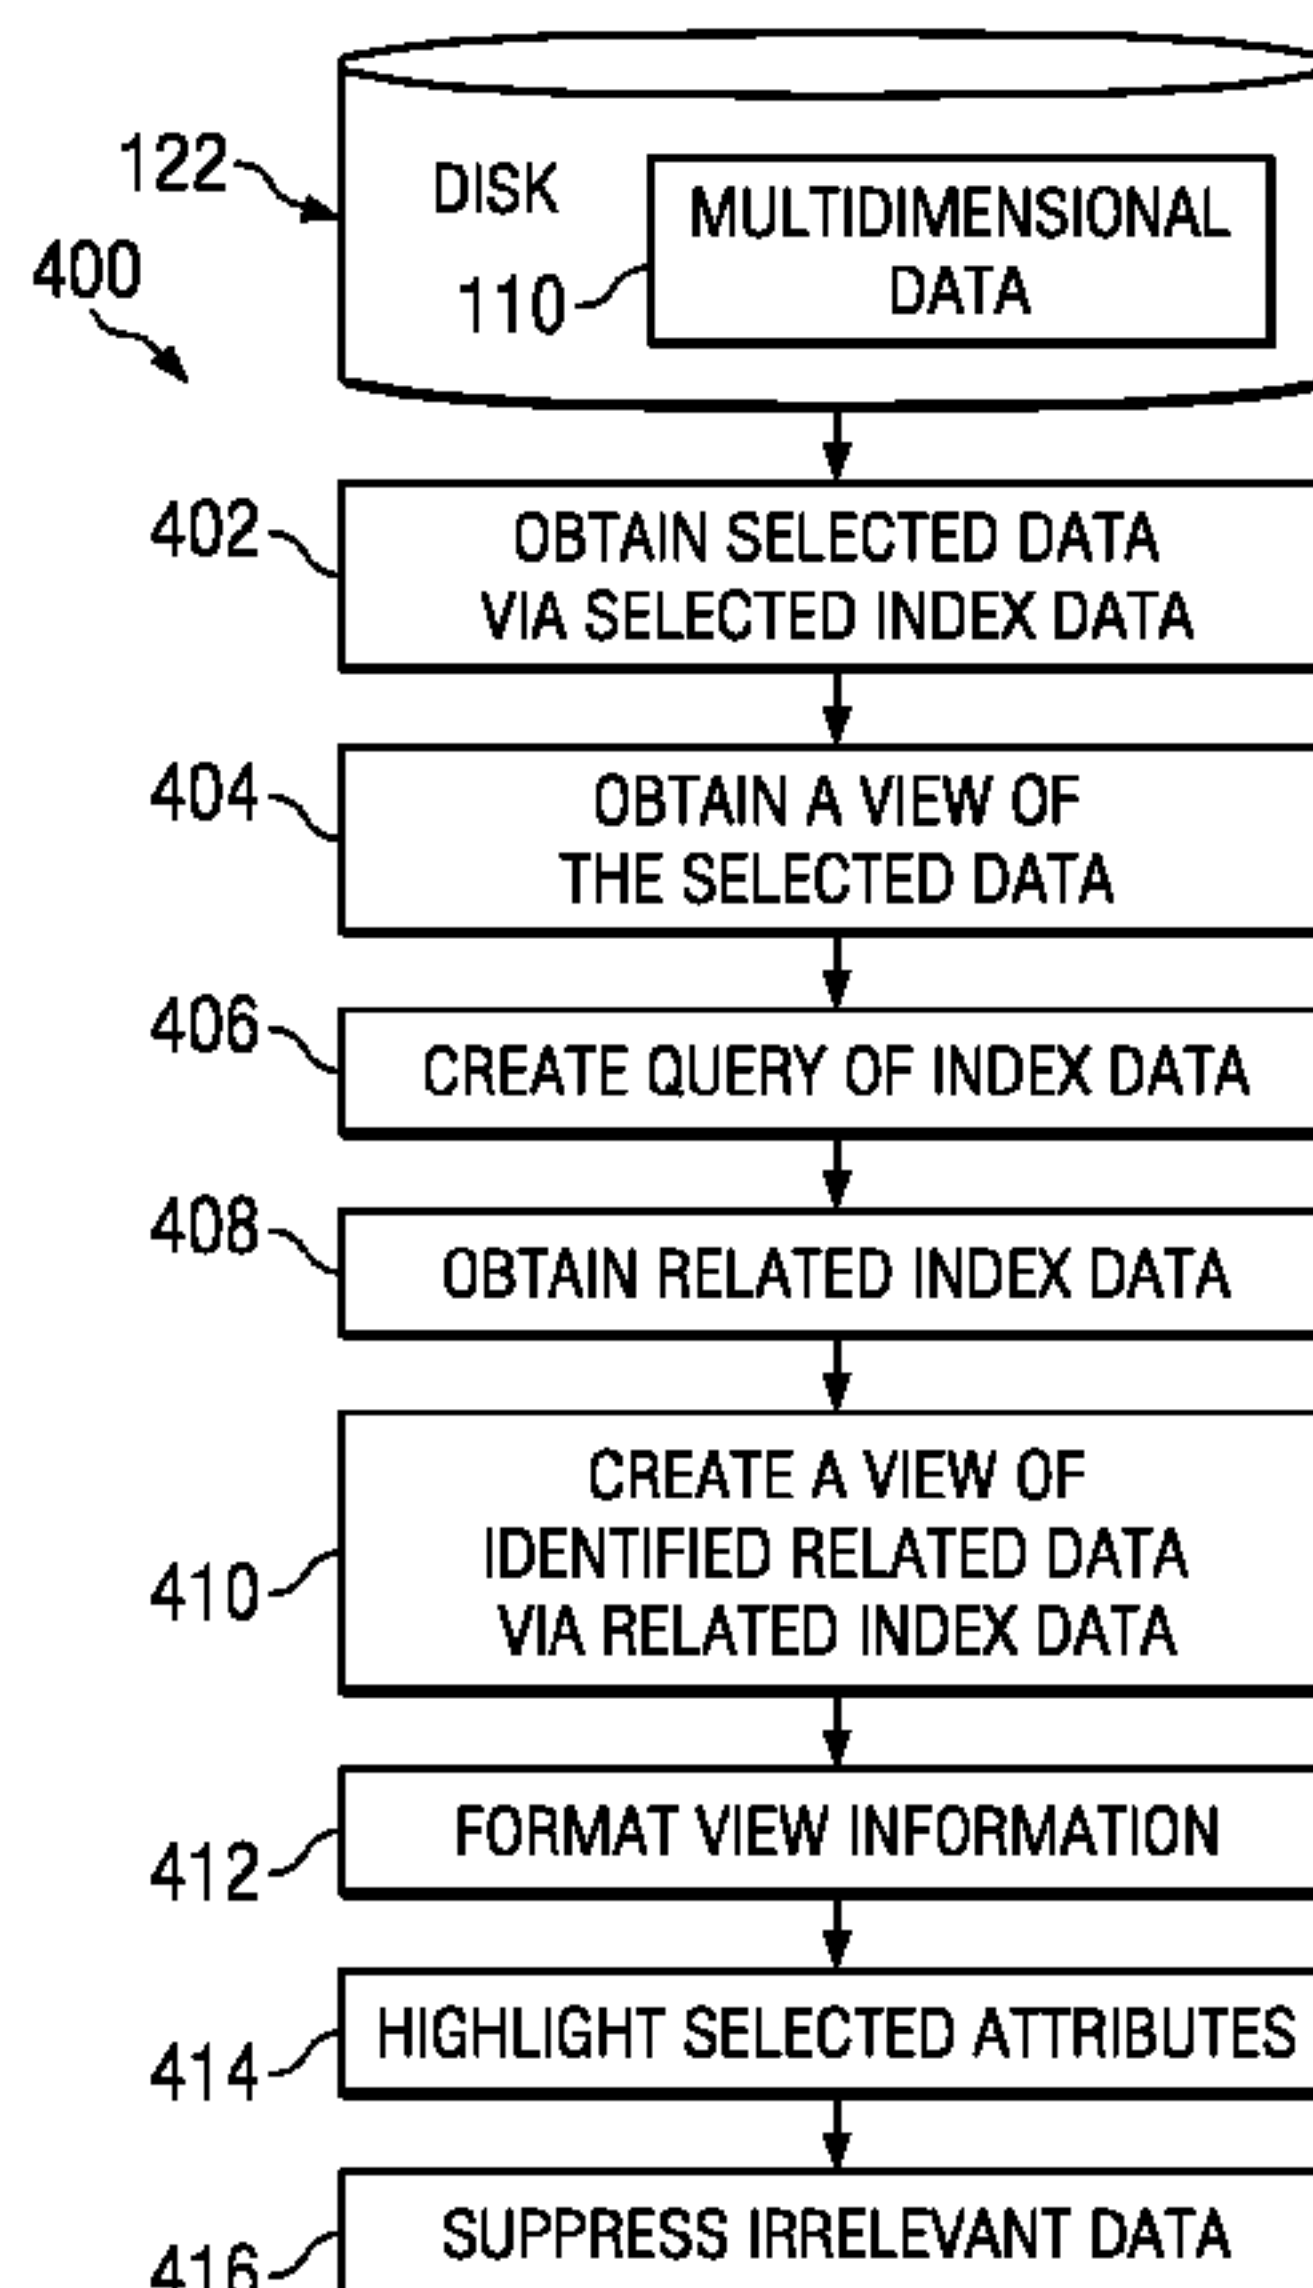 122
DISK
MULTIDIMENSIONAL
DATA
400
110
402
OBTAIN SELECTED DATA
VIA SELECTED INDEX DATA
404
OBTAIN A VIEW OF
THE SELECTED DATA
406
CREATE QUERY OF INDEX DATA
408
OBTAIN RELATED INDEX DATA
410
CREATE A VIEW OF
IDENTIFIED RELATED DATA
VIA RELATED INDEX DATA
412
FORMAT VIEW INFORMATION
414
HIGHLIGHT SELECTED ATTRIBUTES
416
SUPPRESS IRRELEVANT DATA